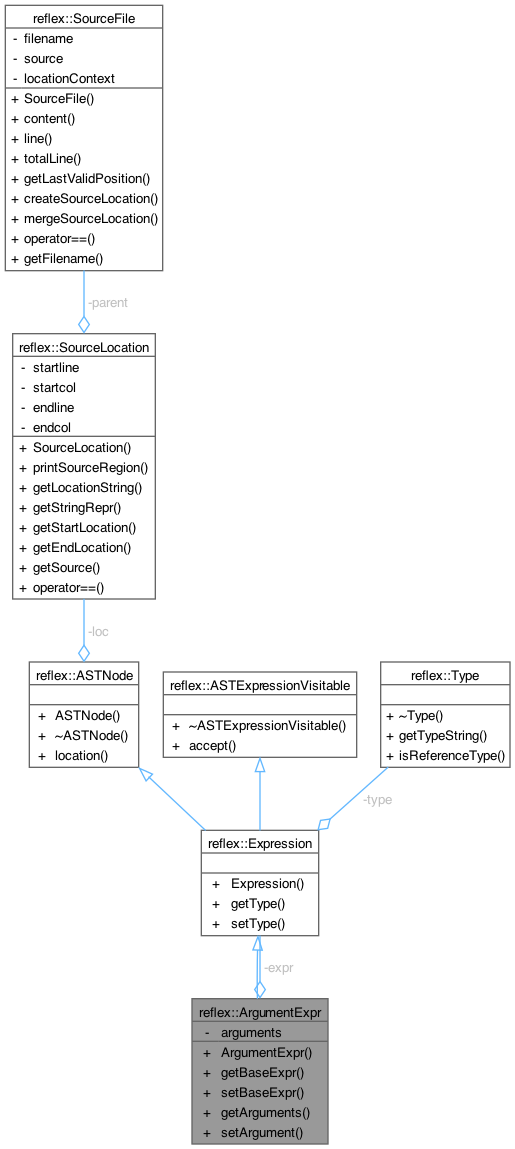 reflex::SourceFile
- filename
- source
- locationContext
+ SourceFile()
+ content()
+ line()
+ totalLine()
+ getLastValidPosition()
+ createSourceLocation()
+ mergeSourceLocation()
+ operator==()
+ getFilename()
-parent
reflex::SourceLocation
- startline
- startcol
- endline
- endcol
+ SourceLocation()
+ printSourceRegion()
+ getLocationString()
+ getStringRepr()
+ getStartLocation()
+ getEndLocation()
+ getSource()
+ operator==()
-loc
reflex::ASTNode
+ ASTNode()
+ ~ASTNode()
+ location()
reflex::ASTExpressionVisitable
+ ~ASTExpressionVisitable()
+ accept()
reflex::Type
+ ~Type()
+ getTypeString()
+ isReferenceType()
-type
reflex::Expression
+ Expression()
+ getType()
+ setType()
-expr
reflex::ArgumentExpr
- arguments
+ ArgumentExpr()
+ getBaseExpr()
+ setBaseExpr()
+ getArguments()
+ setArgument()